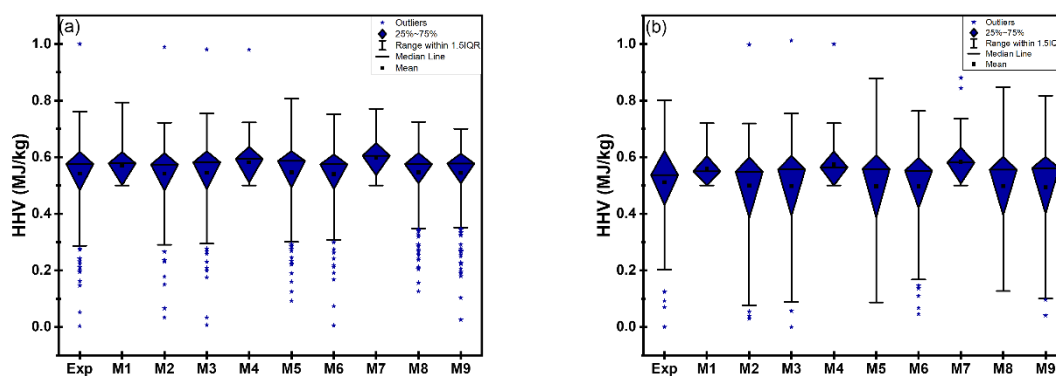 (a)
Outliers
25%~75%
Range within 1.5IQR
Median Line
Mean
HHV (MJ/kg)
1.0
0.8
0.6
0.4
0.2
0.0
Exp M1 M2 M3 M4 M5 M6 M7 M8 M9
(b)
Outliers
25%~75%
Range within 1.5IQ
Median Line
Mean
HHV (MJ/kg)
1.0
0.8
0.6
0.4
0.2
0.0
Exp M1 M2 M3 M4 M5 M6 M7 M8 M9